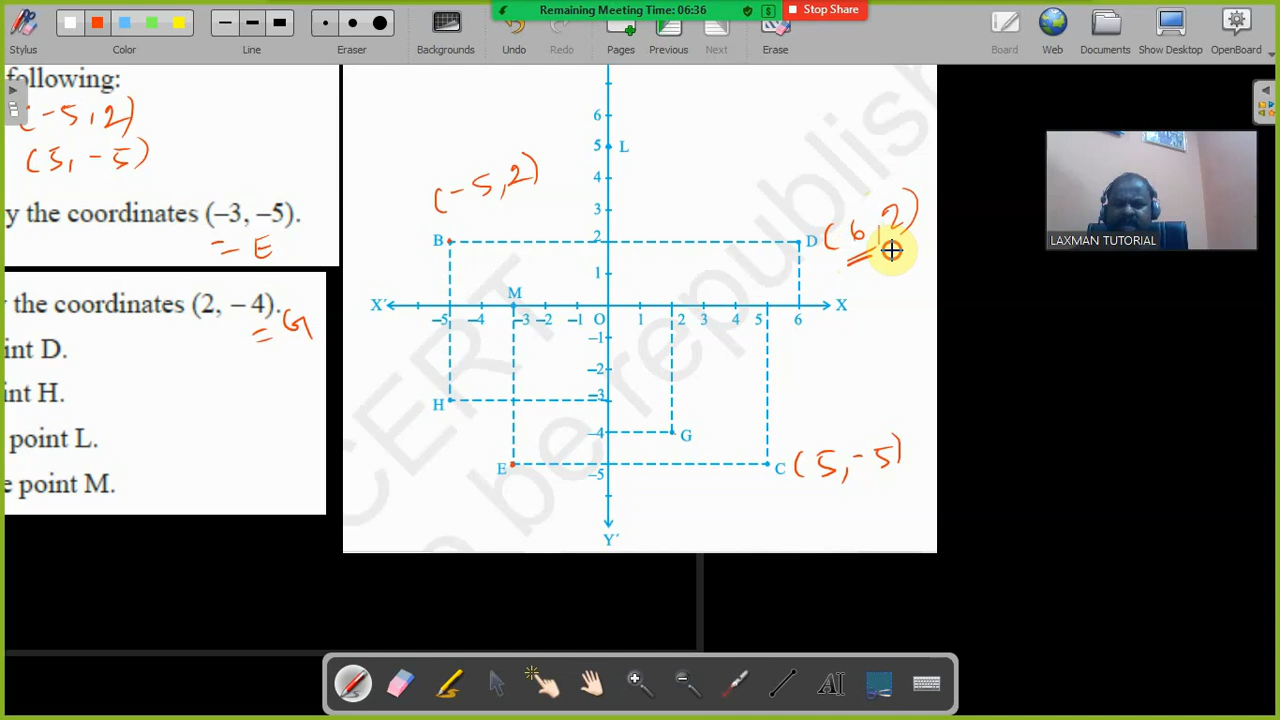 Remaining Meeting Time: 06:36
Stop Share
Stylus
Color
Line
Eraser
Backgrounds
Undo
Redo
Pages
Previous
Next
Erase
Board
Web
Documents
Show Desktop
OpenBoard
following:
(-5, 2)
(5, -5)
y the coordinates (–3, –5).
= E
y the coordinates (2, – 4).
= G
int D.
int H.
point L.
e point M.
6
5
L
4
3
2
1
(-5, 2)
B
D
(6, 2)
M
X′
X
–5
–4
–3
–2
–1
O
1
2
3
4
5
6
–1
–2
–3
–4
–5
H
G
E
C
(5, -5)
Y′
CERT
be republish
LAXMAN TUTORIAL